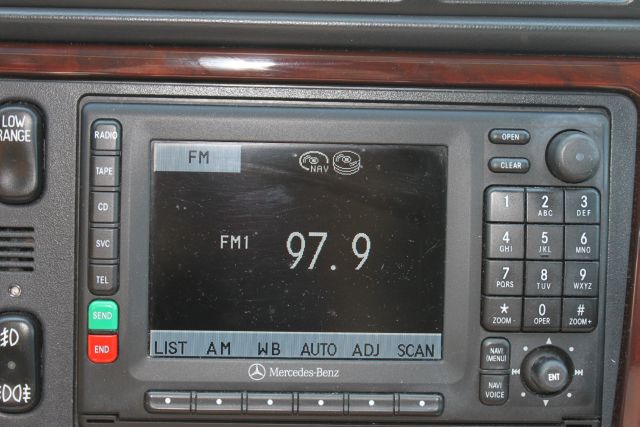 LOW
RANGE
RADIO
TAPE
CD
SVC
TEL
SEND
END
FM
NAV
FM1 97.9
LIST AM WB AUTO ADJ SCAN
Mercedes-Benz
OPEN
CLEAR
1 2 ABC 3 DEF
4 GHI 5 JKL 6 MNO
7 PQRS 8 TUV 9 WXYZ
* ZOOM - 0 OPER # ZOOM +
NAVI
(MENU)
NAVI
VOICE
ENT